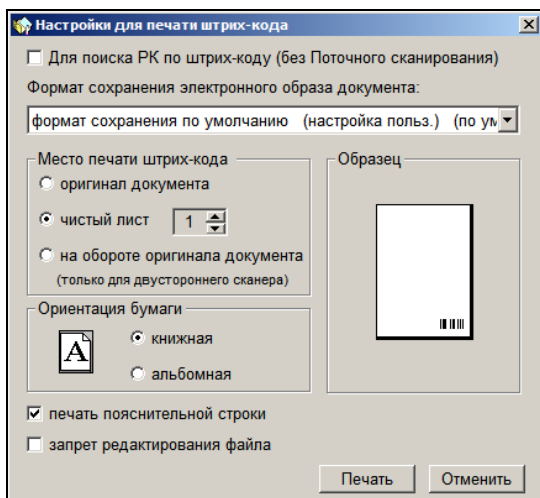 Настройки для печати штрих-кода
Для поиска РК по штрих-коду (без Поточного сканирования)
Формат сохранения электронного образа документа:
формат сохранения по умолчанию (настройка польз.) (по ум
Место печати штрих-кода
оригинал документа
чистый лист 1
на обороте оригинала документа
(только для двустороннего сканера)
Образец
Ориентация бумаги
A
книжная
альбомная
печать пояснительной строки
запрет редактирования файла
Печать Отменить